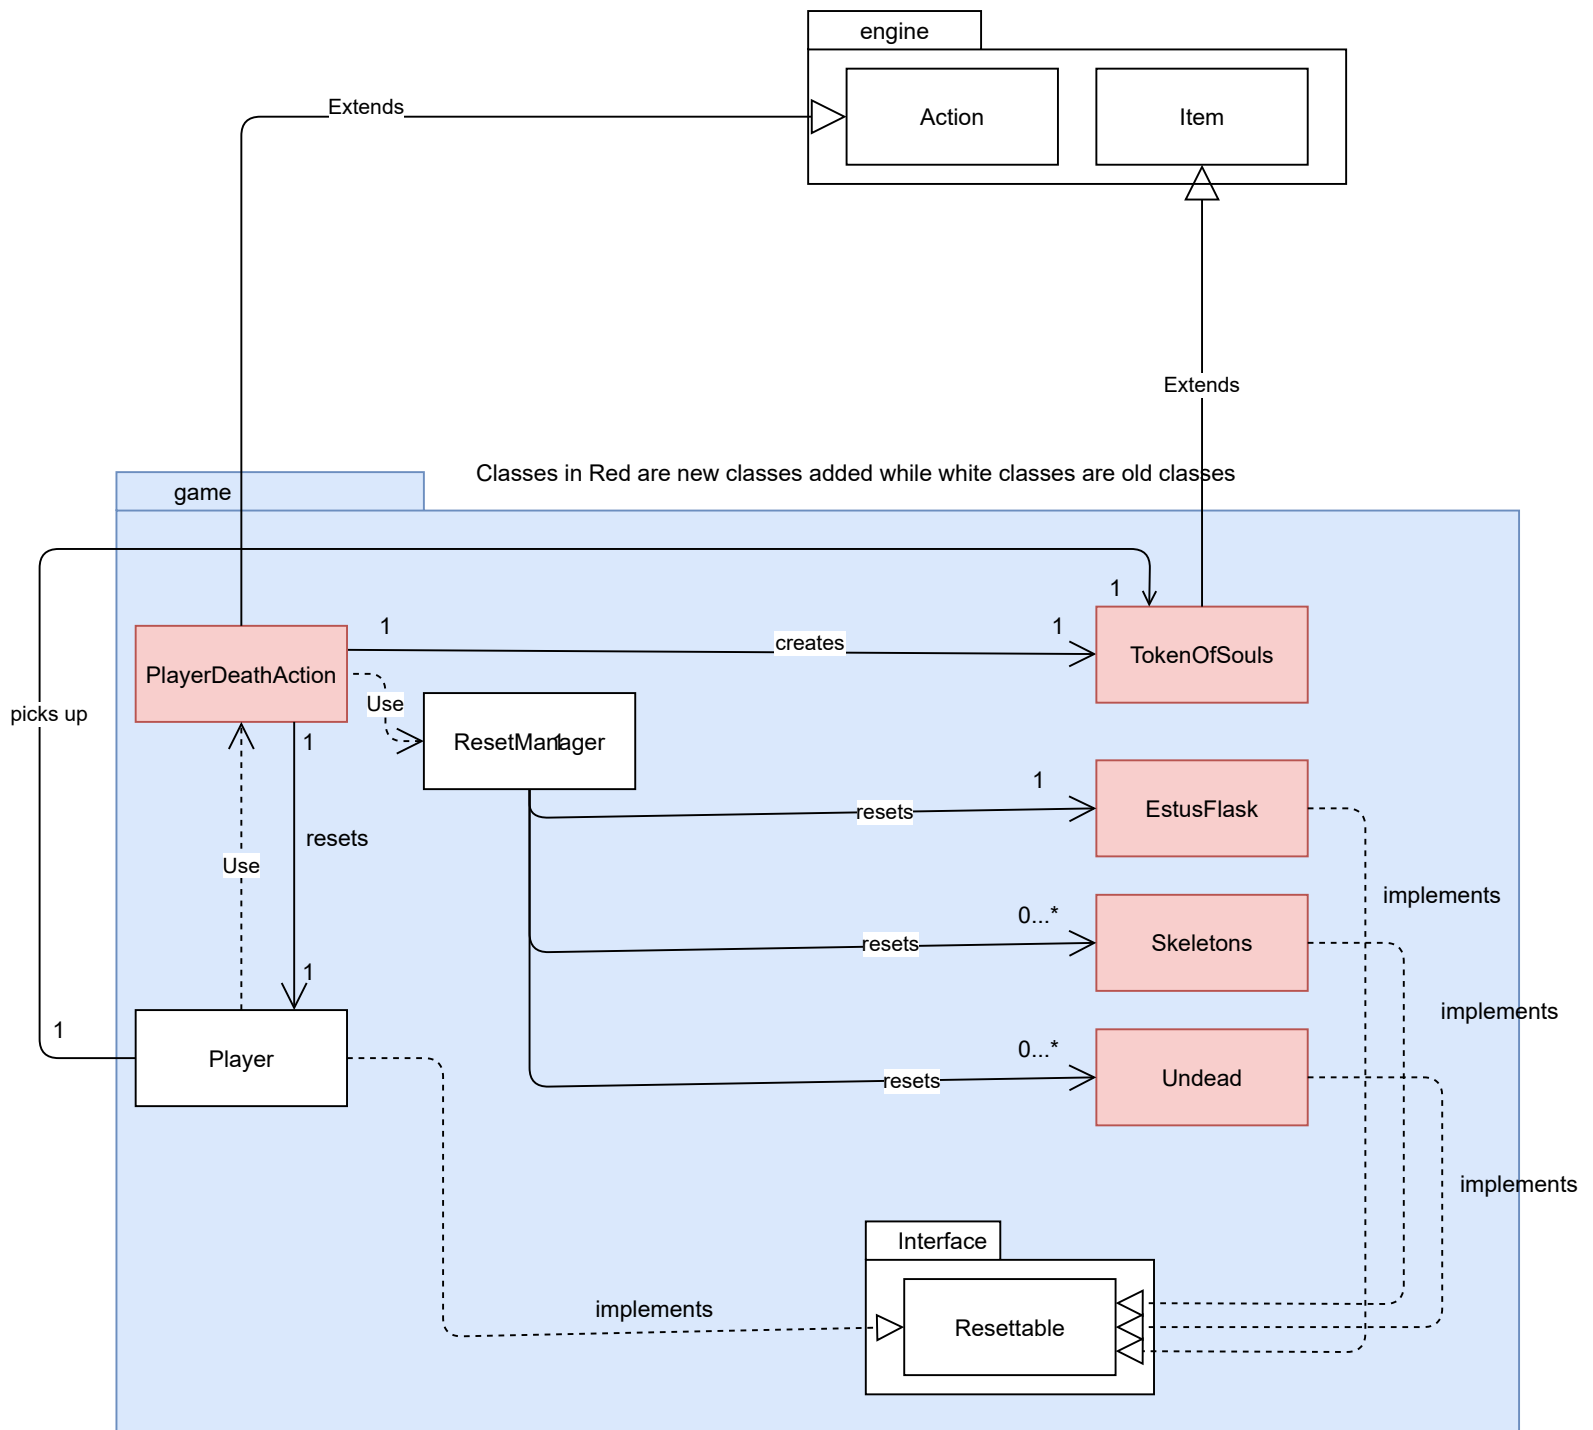 engine
Action
Item
Extends
Extends
Classes in Red are new classes added while white classes are old classes
game
1
1
creates
1
PlayerDeathAction
TokenOfSouls
Use
picks up
1
ResetManager
1
1
resets
EstusFlask
resets
Use
implements
0...*
resets
Skeletons
1
implements
1
0...*
Player
resets
Undead
implements
Interface
implements
Resettable